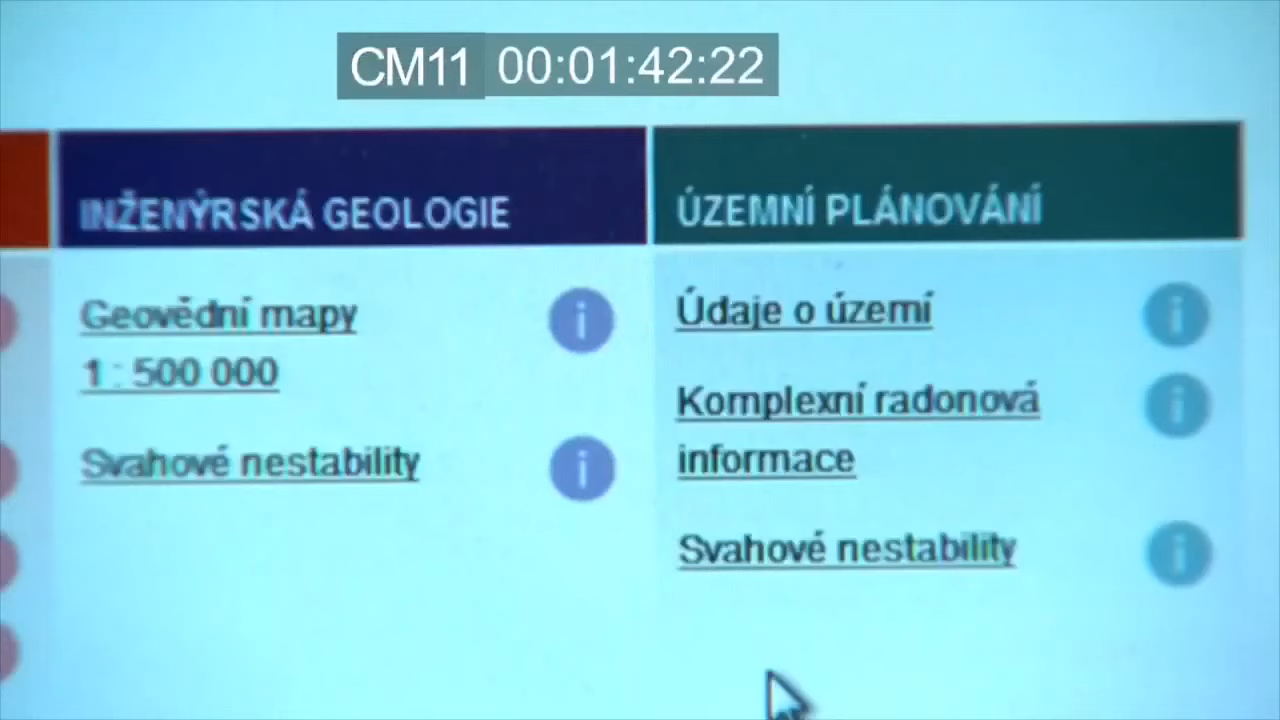 CM11 00:01:42:22
INŽENÝRSKÁ GEOLOGIE
Geovědní mapy
1 : 500 000
Svahové nestability
ÚZEMNÍ PLÁNOVÁNÍ
Údaje o území
Komplexní radonová
informace
Svahové nestability